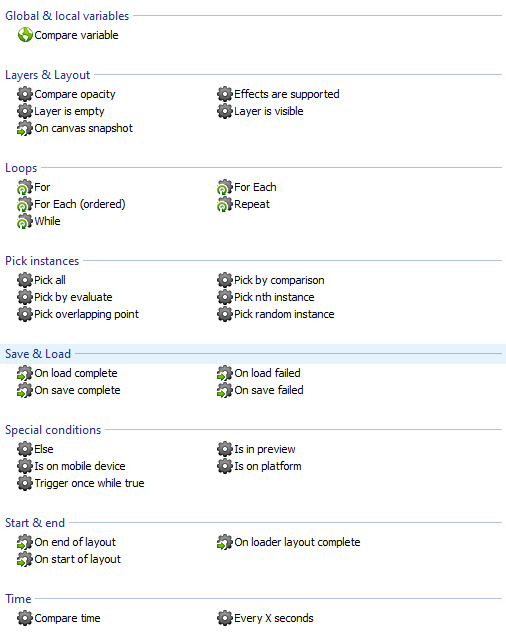 Global & local variables
Compare variable
Layers & Layout
Compare opacity Effects are supported
Layer is empty Layer is visible
On canvas snapshot
Loops
For For Each
For Each (ordered) Repeat
While
Pick instances
Pick all Pick by comparison
Pick by evaluate Pick nth instance
Pick overlapping point Pick random instance
Save & Load
On load complete On load failed
On save complete On save failed
Special conditions
Else Is in preview
Is on mobile device Is on platform
Trigger once while true
Start & end
On end of layout On loader layout complete
On start of layout
Time
Compare time Every X seconds